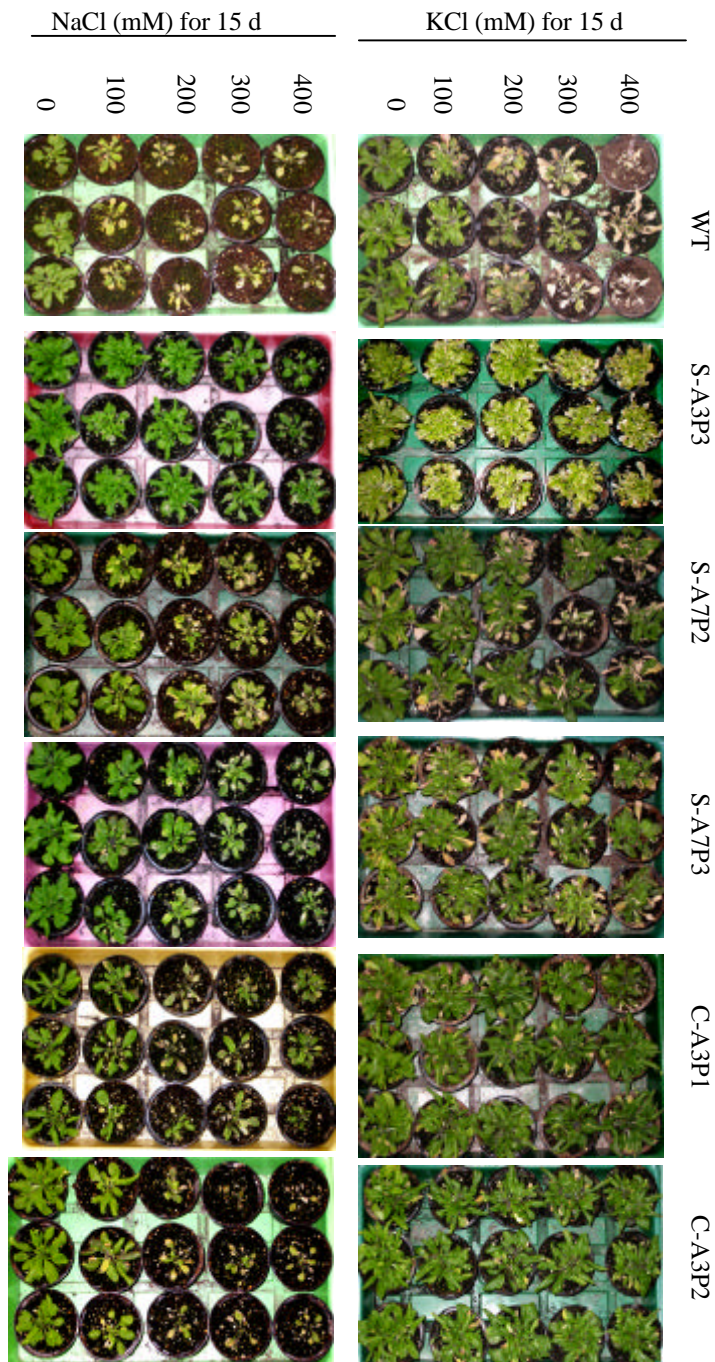 NaCl (mM) for 15 d
KCl (mM) for 15 d
0 100 200 300 400
0 100 200 300 400
WT
S-A3P3
S-A7P2
S-A7P3
C-A3P1
C-A3P2